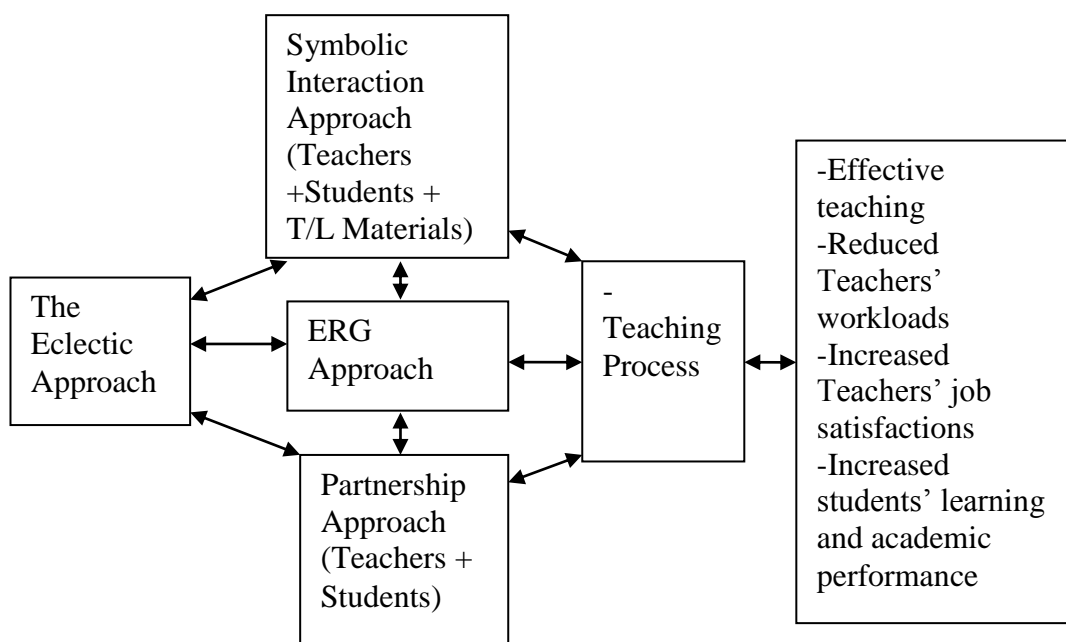 Symbolic
Interaction
Approach
(Teachers
+Students +
T/L Materials)
The
Eclectic
Approach
ERG
Approach
Partnership
Approach
(Teachers +
Students)
-
Teaching
Process
-Effective
teaching
-Reduced
Teachers’
workloads
-Increased
Teachers’ job
satisfactions
-Increased
students’ learning
and academic
performance